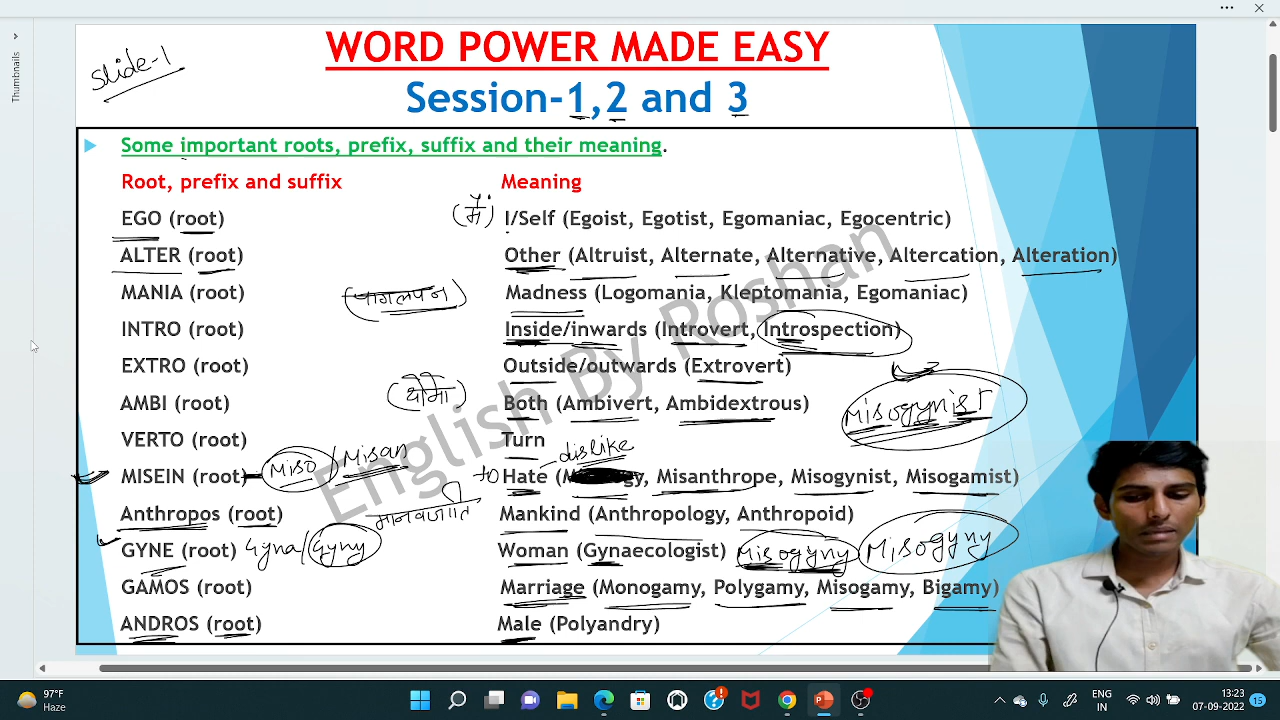 Thumbnails
Slide-1
WORD POWER MADE EASY
Session-1,2 and 3
Some important roots, prefix, suffix and their meaning.
Root, prefix and suffix Meaning
EGO (root) (मैं) I/Self (Egoist, Egotist, Egomaniac, Egocentric)
ALTER (root) Other (Altruist, Alternate, Alternative, Altercation, Alteration)
MANIA (root) (पागलपन) Madness (Logomania, Kleptomania, Egomaniac)
INTRO (root) Inside/inwards (Introvert, Introspection)
EXTRO (root) Outside/outwards (Extrovert)
AMBI (root) Both (Ambivert, Ambidextrous) Misogynist
VERTO (root) Turn
dislike
MISEIN (root) Miso / Misan to Hate ( Misanthrope, Misogynist, Misogamist)
Anthropos (root) मानवजाति Mankind (Anthropology, Anthropoid)
GYNE (root) Gyna/Gyny Woman (Gynaecologist) Misogyny Misogyny
GAMOS (root) Marriage (Monogamy, Polygamy, Misogamy, Bigamy)
ANDROS (root) Male (Polyandry)
English By Roshan
97°F
Haze
ENG
IN
13:23
07-09-2022
15